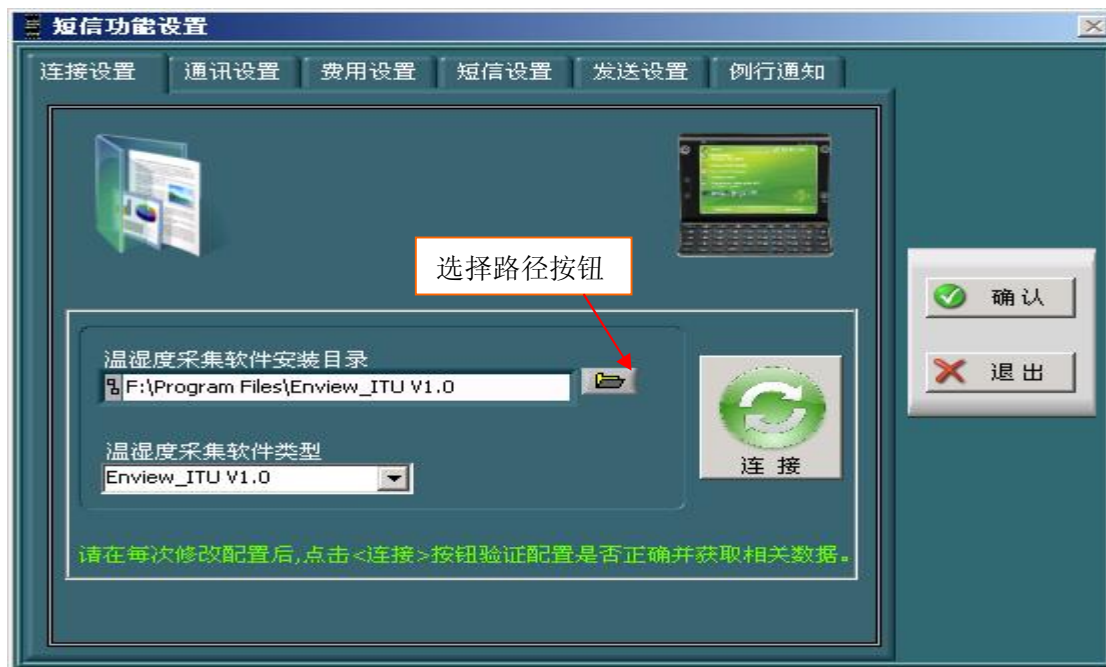 短信功能设置
连接设置 通讯设置 费用设置 短信设置 发送设置 例行通知
选择路径按钮
确认
温湿度采集软件安装目录
F:\Program Files\Enview_ITU V1.0
退出
温湿度采集软件类型
Enview_ITU V1.0
连接
请在每次修改配置后,点击<连接>按钮验证配置是否正确并获取相关数据。